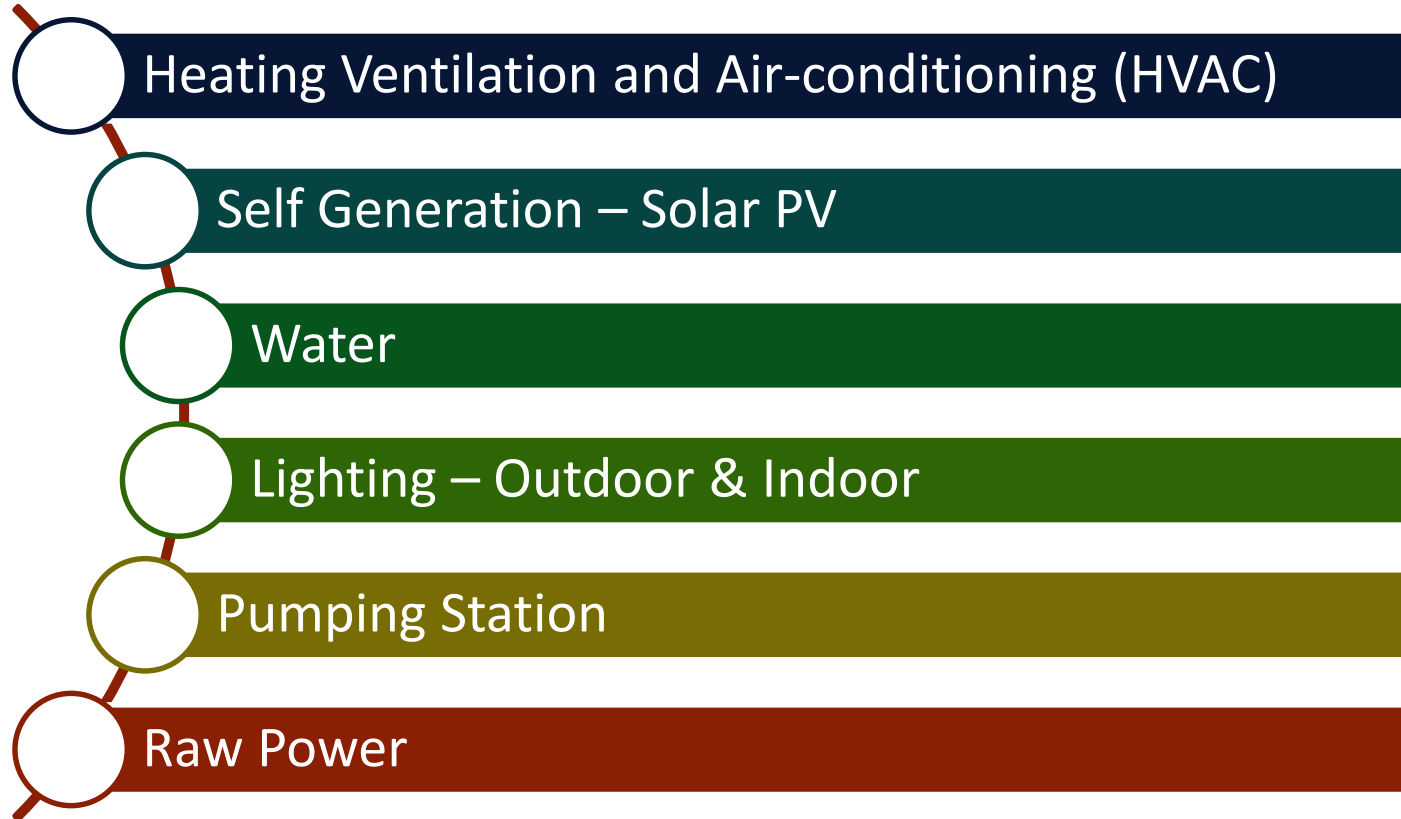 Heating Ventilation and Air-conditioning (HVAC)
Self Generation – Solar PV
Water
Lighting – Outdoor & Indoor
Pumping Station
Raw Power